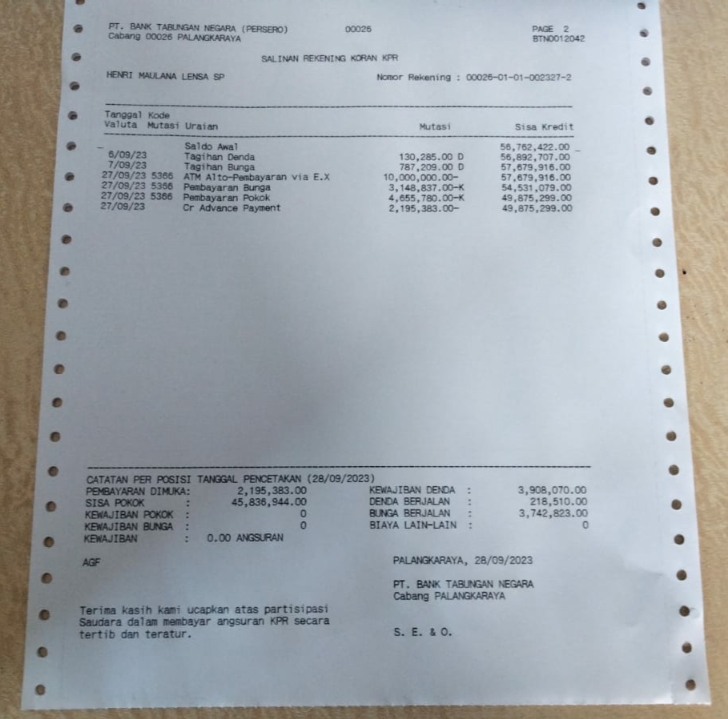 PT. BANK TABUNGAN NEGARA (PERSERO) 00026 PAGE 2
Cabang 00026 PALANGKARAYA BTN0012042
SALINAN REKENING KORAN KPR
HENRI MAULANA LENSA SP Nomor Rekening : 00026-01-01-002327-2
Tanggal Kode
Valuta Mutasi Uraian Mutasi Sisa Kredit
Saldo Awal 56,762,422.00
6/09/23 Tagihan Denda 130,285.00 D 56,892,707.00
7/09/23 Tagihan Bunga 787,209.00 D 57,679,916.00
27/09/23 5366 ATM Alto-Pembayaran via E.X 10,000,000.00- 57,679,916.00
27/09/23 5366 Pembayaran Bunga 3,148,837.00-K 54,531,079.00
27/09/23 5366 Pembayaran Pokok 4,655,780.00-K 49,875,299.00
27/09/23 Cr Advance Payment 2,195,383.00- 49,875,299.00
CATATAN PER POSISI TANGGAL PENCETAKAN (28/09/2023)
PEMBAYARAN DIMUKA: 2,195,383.00 KEWAJIBAN DENDA : 3,908,070.00
SISA POKOK : 45,836,944.00 DENDA BERJALAN : 218,510.00
KEWAJIBAN POKOK : 0 BUNGA BERJALAN : 3,742,823.00
KEWAJIBAN BUNGA : 0 BIAYA LAIN-LAIN : 0
KEWAJIBAN : 0.00 ANGSURAN
AGF PALANGKARAYA, 28/09/2023
PT. BANK TABUNGAN NEGARA
Cabang PALANGKARAYA
Terima kasih kami ucapkan atas partisipasi
Saudara dalam membayar angsuran KPR secara
tertib dan teratur. S. E. & O.